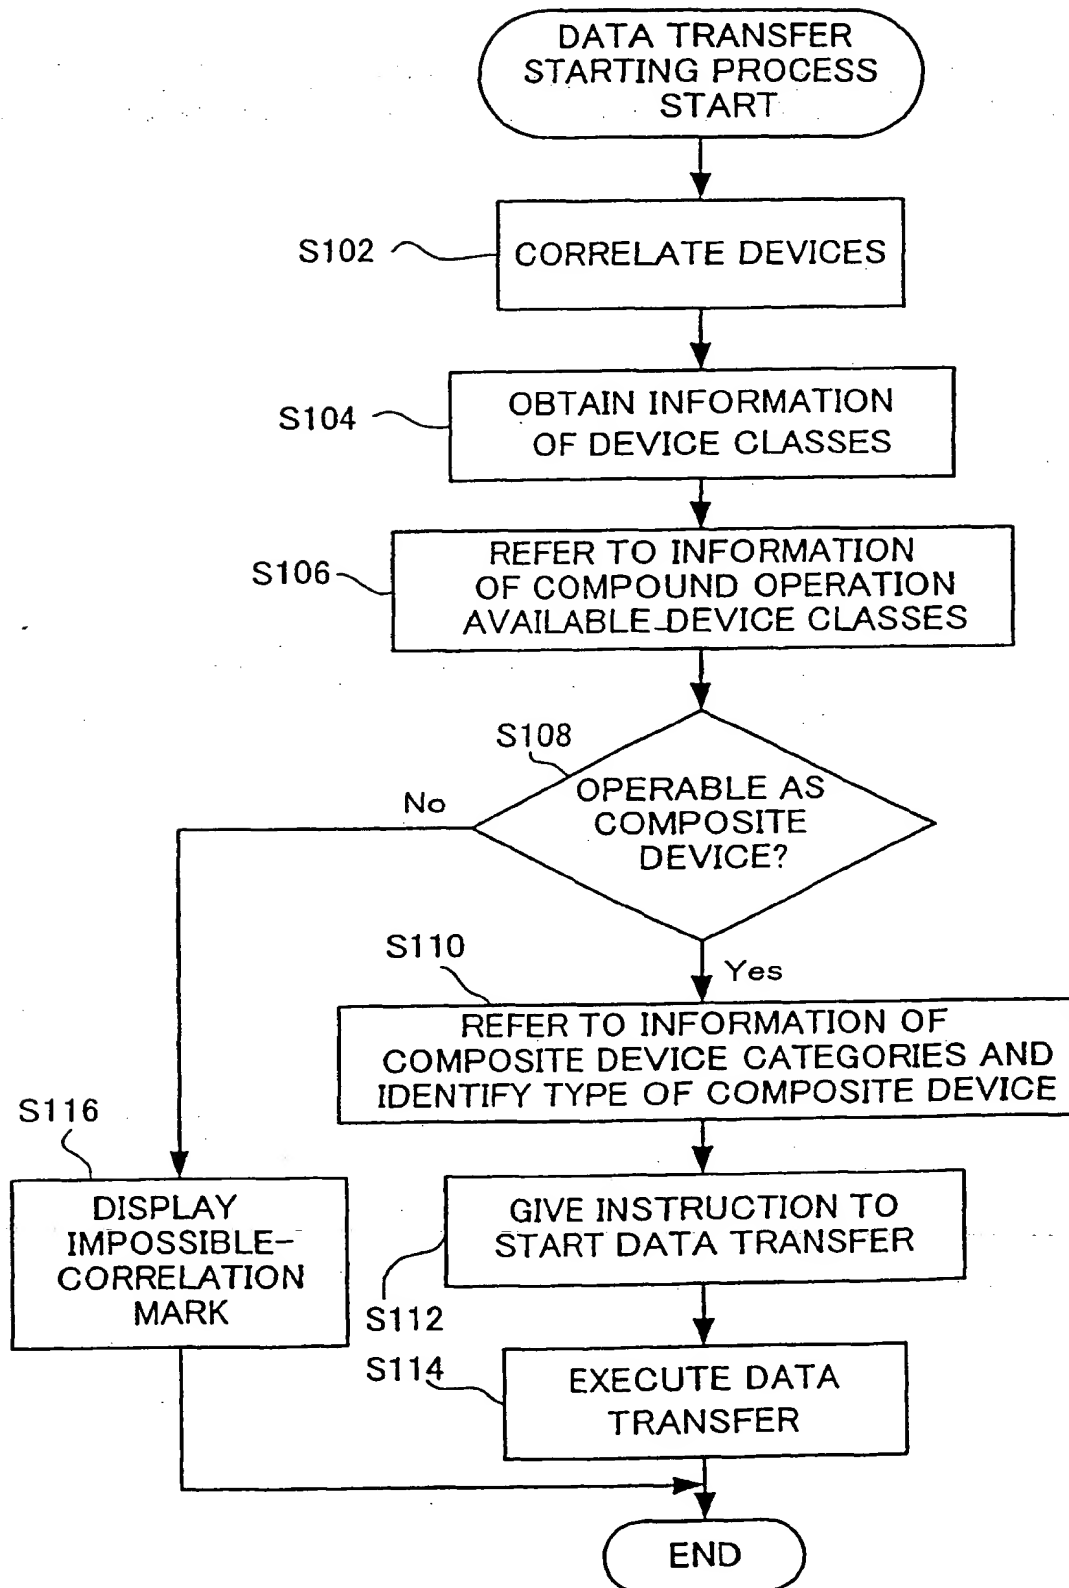 DATA TRANSFER
STARTING PROCESS
START
S102
CORRELATE DEVICES
S104
OBTAIN INFORMATION
OF DEVICE CLASSES
S106
REFER TO INFORMATION
OF COMPOUND OPERATION
AVAILABLE-DEVICE CLASSES
S108
OPERABLE AS
COMPOSITE
DEVICE?
No
Yes
S110
REFER TO INFORMATION OF
COMPOSITE DEVICE CATEGORIES AND
IDENTIFY TYPE OF COMPOSITE DEVICE
S116
DISPLAY
IMPOSSIBLE-
CORRELATION
MARK
GIVE INSTRUCTION TO
START DATA TRANSFER
S112
S114
EXECUTE DATA
TRANSFER
END